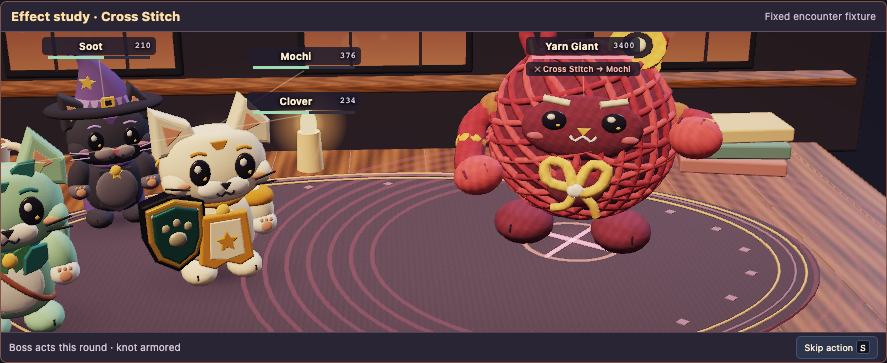 Effect study · Cross Stitch
Fixed encounter fixture
Soot 210
Mochi 376
Clover 234
Yarn Giant 3400
× Cross Stitch → Mochi
Boss acts this round · knot armored
Skip action S